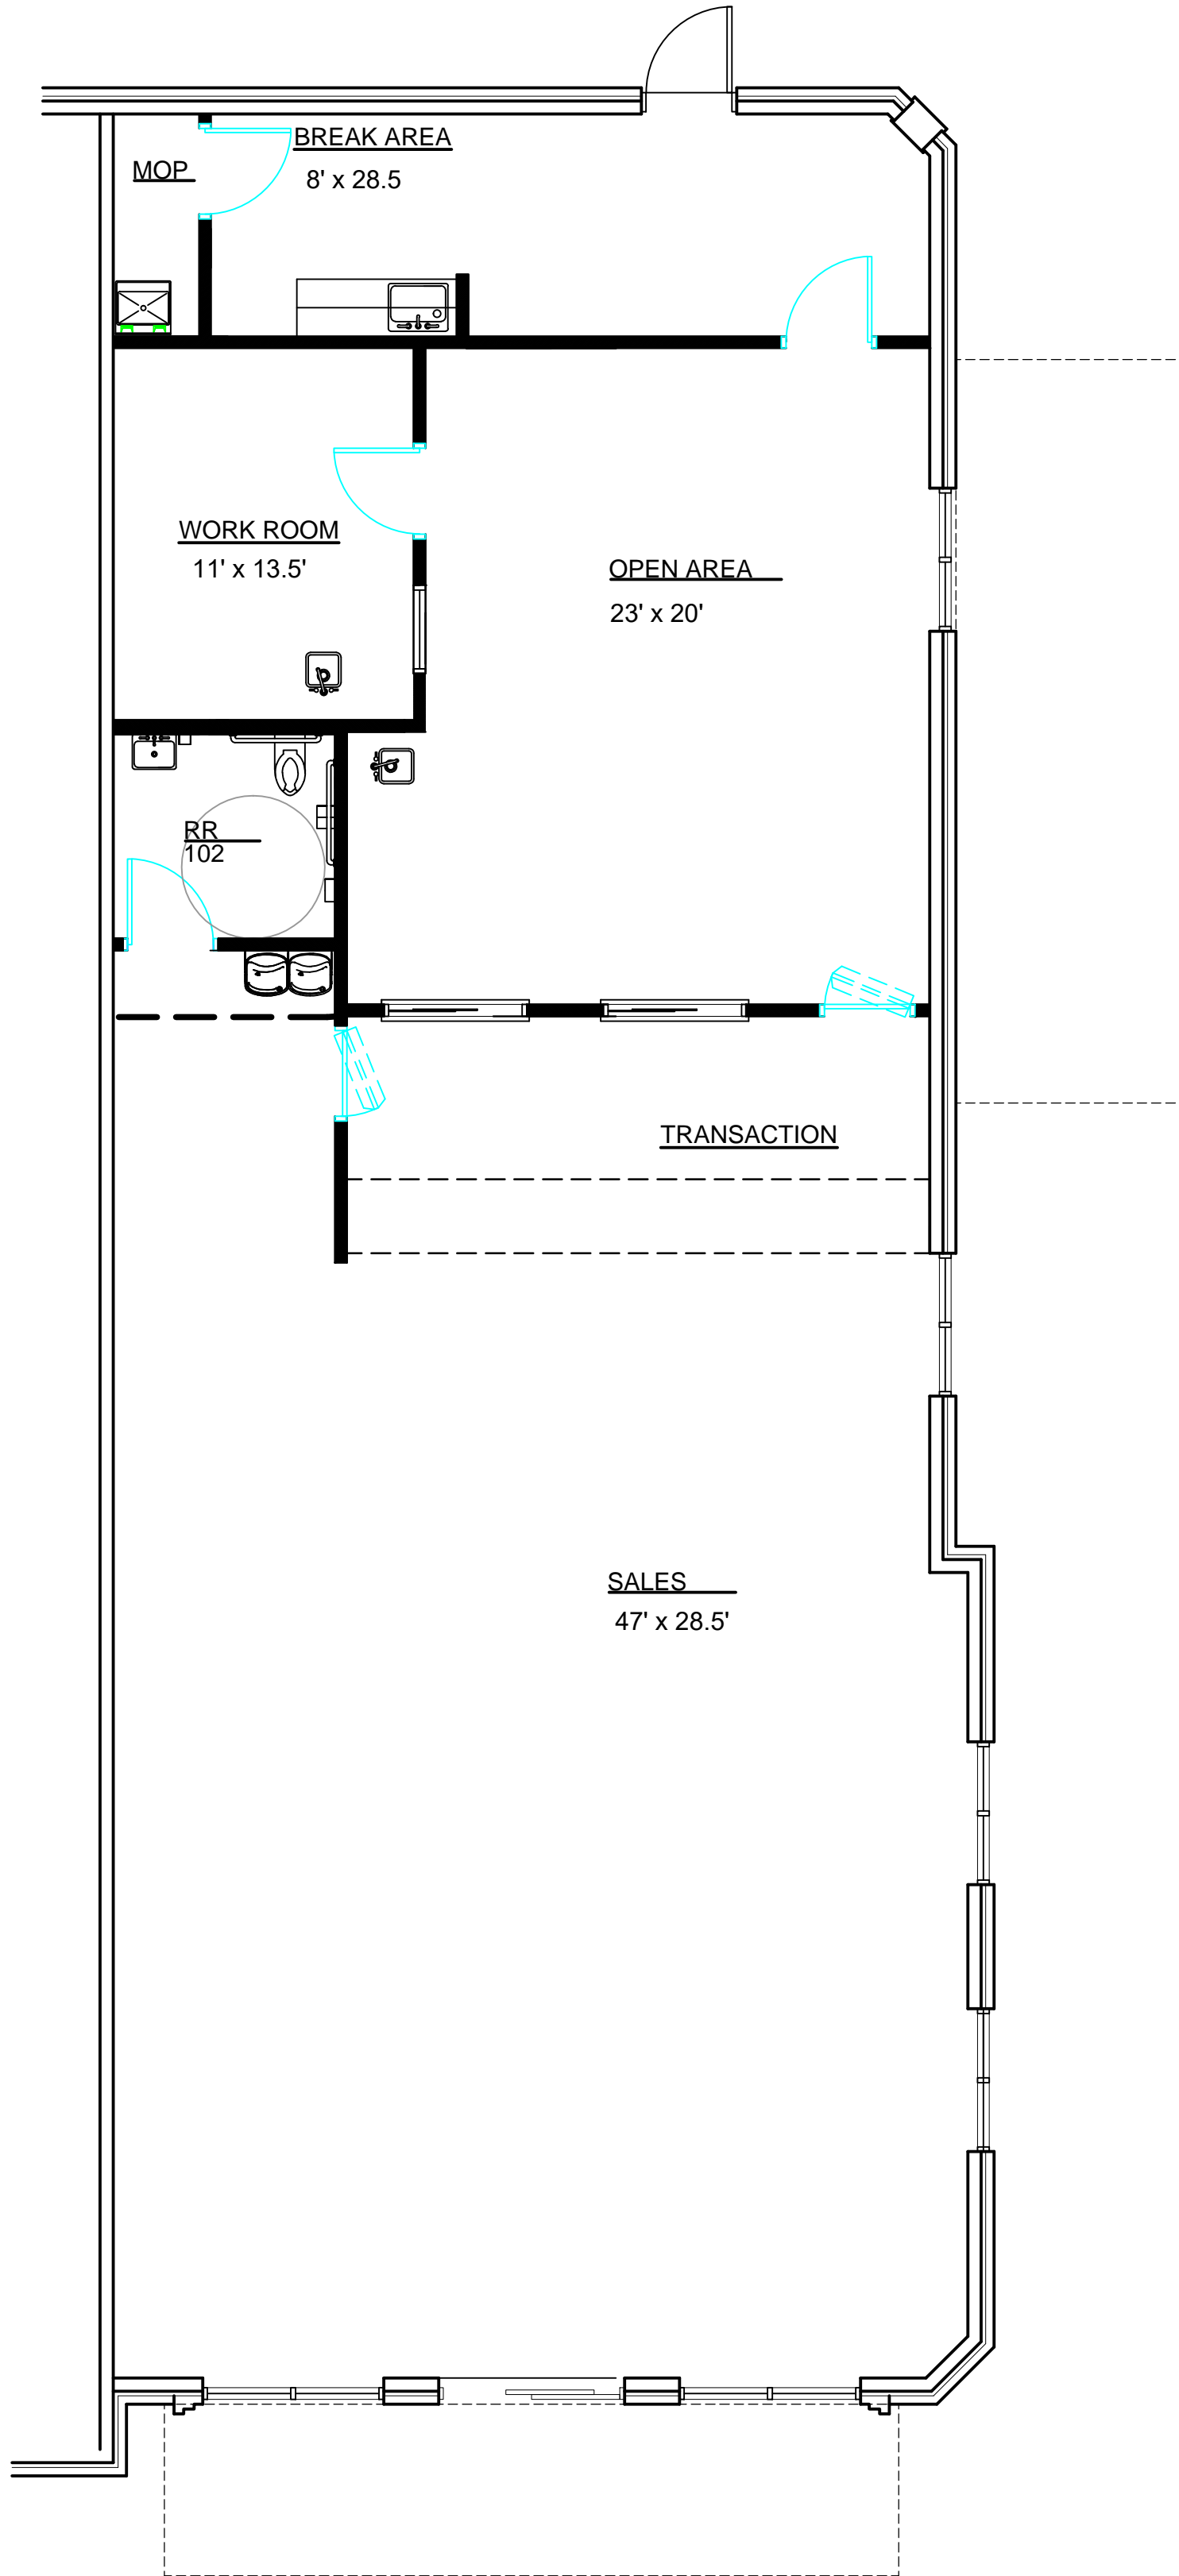 BREAK AREA
8' x 28.5
MOP
WORK ROOM
11' x 13.5'
OPEN AREA
23' x 20'
RR
102
TRANSACTION
SALES
47' x 28.5'